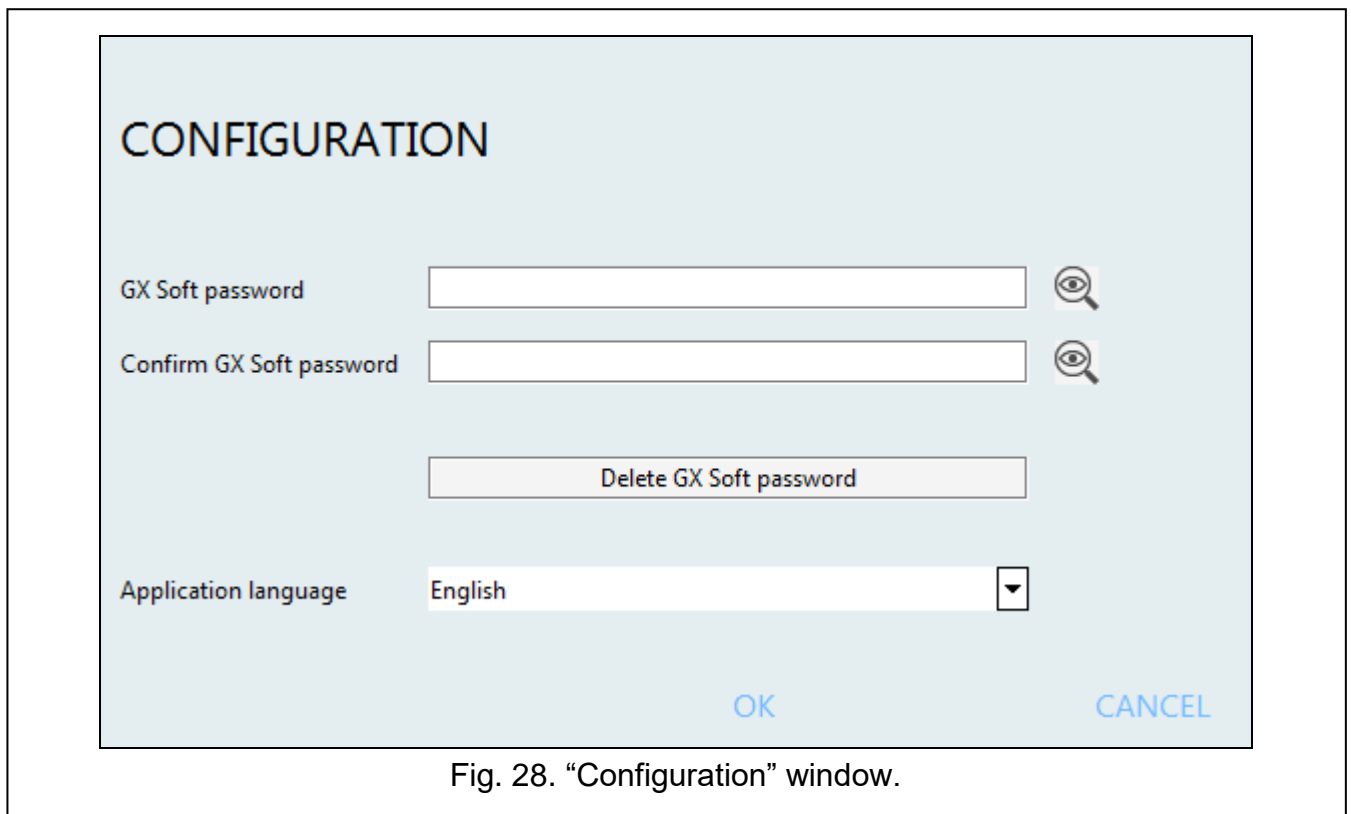 CONFIGURATION
GX Soft password
Confirm GX Soft password
Delete GX Soft password
Application language English
OK CANCEL
Fig. 28. “Configuration” window.